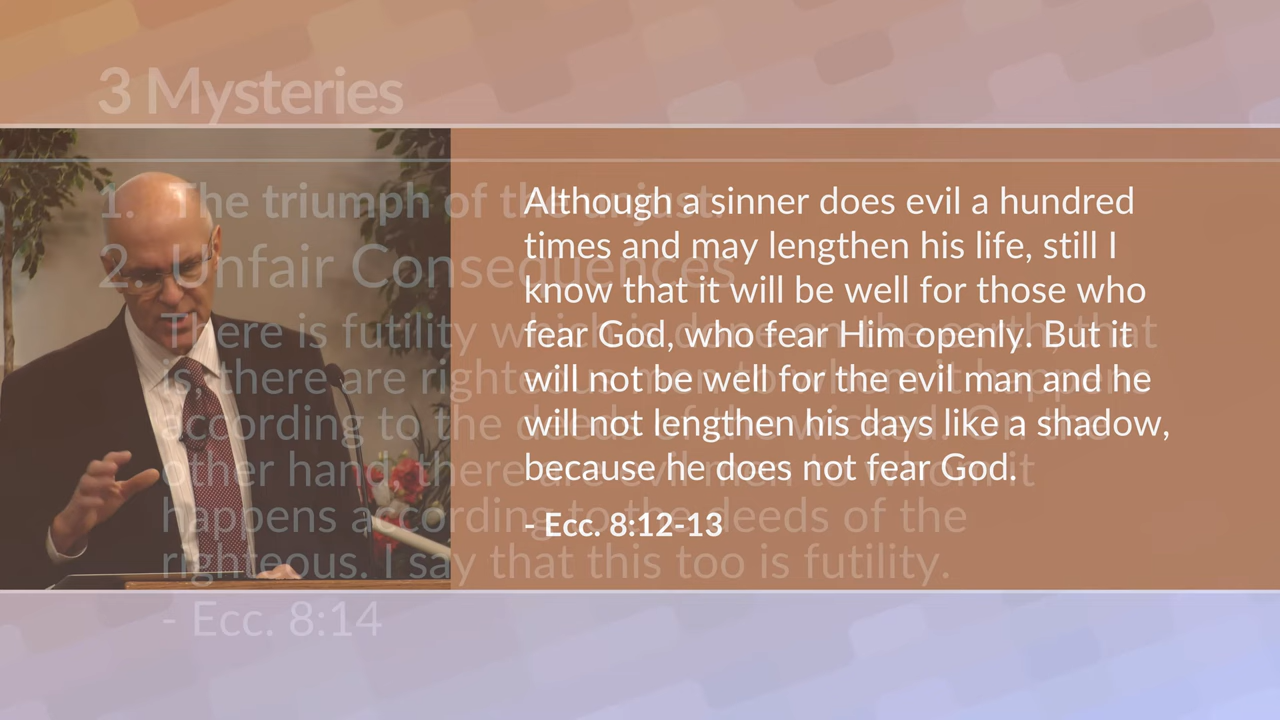 3 Mysteries
1. The triumph of the unjust.
2. Unfair Consequences
There is futility which is done on the earth, that
is, there are righteous men to whom it happens
according to the deeds of the wicked. On the
other hand, there are evil men to whom it
happens according to the deeds of the
righteous. I say that this too is futility.
- Ecc. 8:14
Although a sinner does evil a hundred
times and may lengthen his life, still I
know that it will be well for those who
fear God, who fear Him openly. But it
will not be well for the evil man and he
will not lengthen his days like a shadow,
because he does not fear God.
- Ecc. 8:12-13